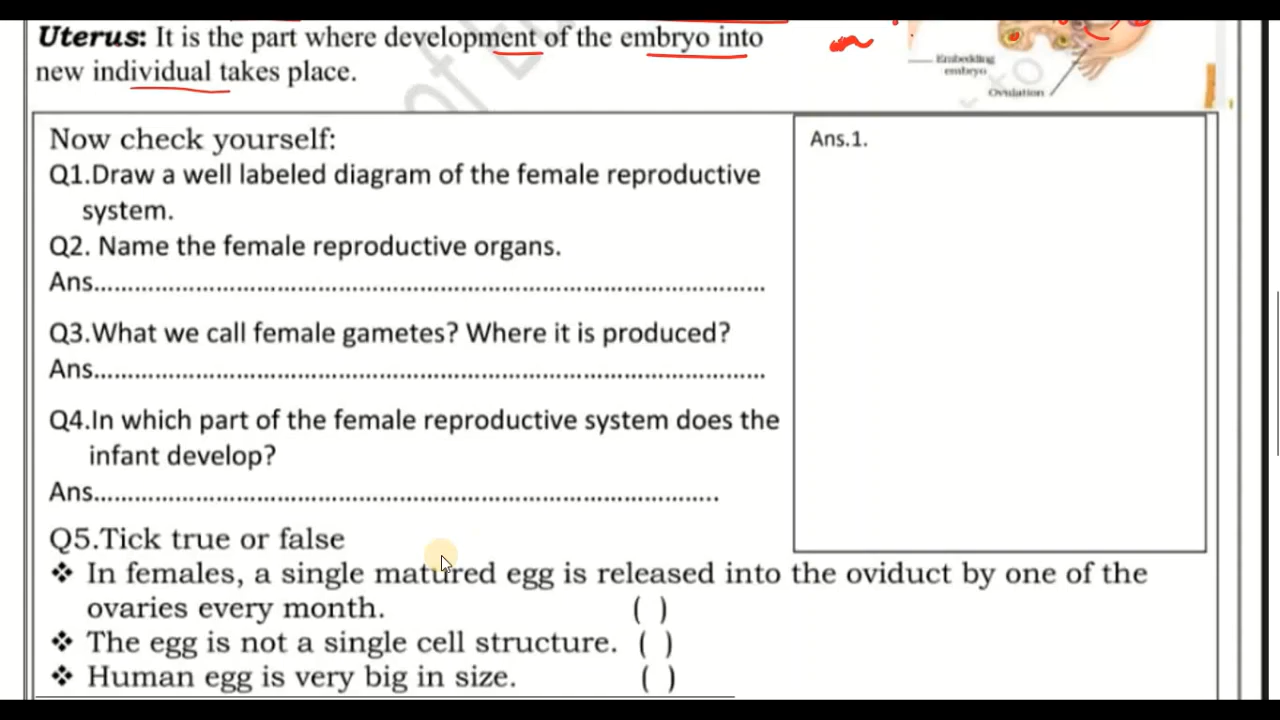 Uterus: It is the part where development of the embryo into
new individual takes place.
Embedding
embryo
Ovulation
Now check yourself:
Q1.Draw a well labeled diagram of the female reproductive
system.
Q2. Name the female reproductive organs.
Ans...................................................................................................
Q3.What we call female gametes? Where it is produced?
Ans...................................................................................................
Q4.In which part of the female reproductive system does the
infant develop?
Ans.............................................................................................
Ans.1.
Q5.Tick true or false
❖ In females, a single matured egg is released into the oviduct by one of the
ovaries every month. ( )
❖ The egg is not a single cell structure. ( )
❖ Human egg is very big in size. ( )